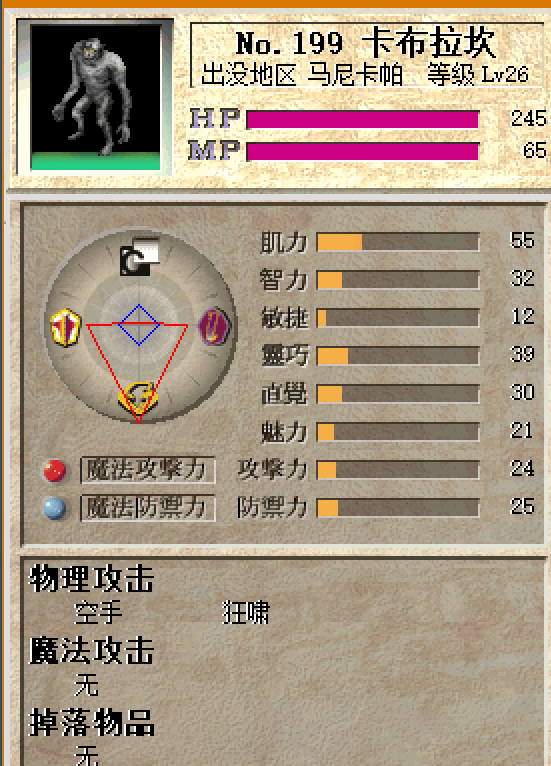 No.199 卡布拉坎
出没地区 马尼卡帕 等级 Lv26
HP 245
MP 65
肌力 55
智力 32
敏捷 12
靈巧 39
直覺 30
魅力 21
魔法攻擊力 攻擊力 24
魔法防禦力 防禦力 25
物理攻击
空手 狂啸
魔法攻击
无
掉落物品
无